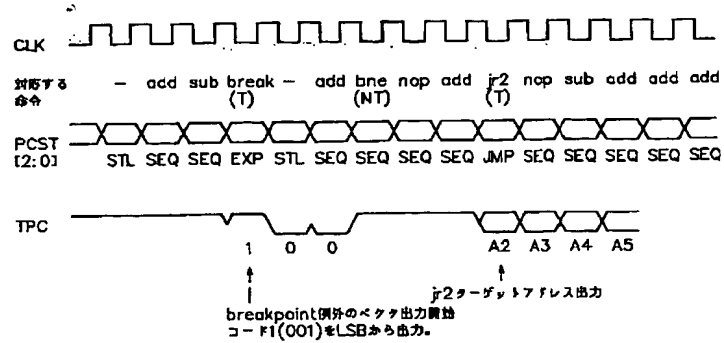 CLK
対応する
命令
- add sub break - add bne nop add jr2 nop sub add add add
(T) (NT) (T)
PCST
[2:0]
STL SEQ SEQ EXP STL SEQ SEQ SEQ SEQ JMP SEQ SEQ SEQ SEQ SEQ
TPC
1 0 0 A2 A3 A4 A5
jr2ターゲットアドレス出力
breakpoint例外のベクタ出力開始
コード1(001)をLSBから出力。